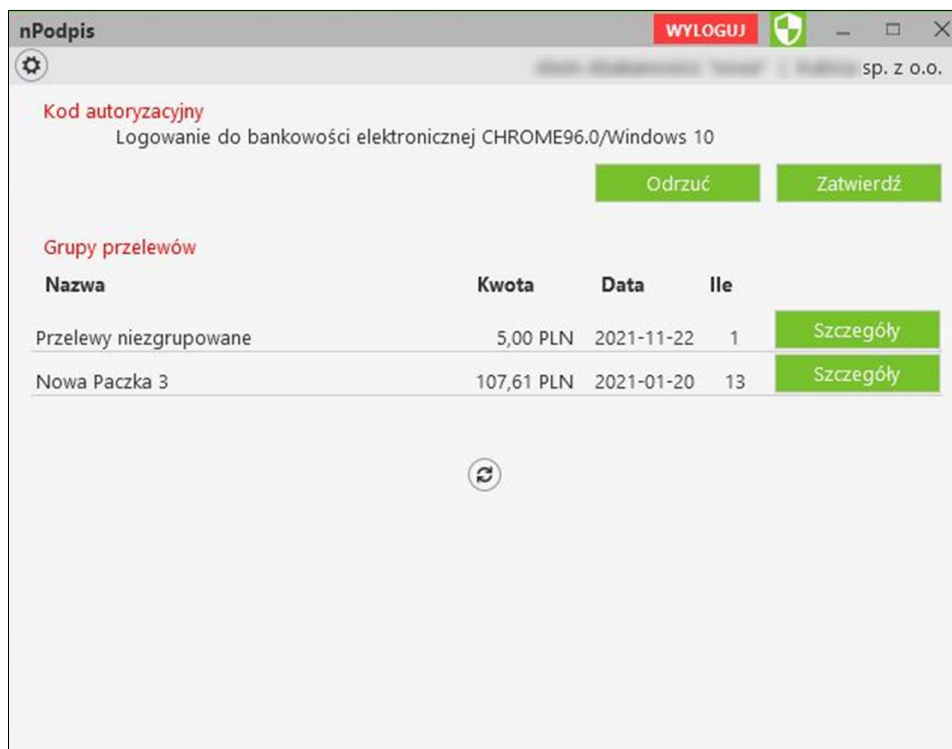 nPodpis WYLOGUJ
sp. z o.o.
Kod autoryzacyjny
Logowanie do bankowości elektronicznej CHROME96.0/Windows 10
Odrzuć Zatwierdź
Grupy przelewów
Nazwa Kwota Data Ile
Przelewy niezgrupowane 5,00 PLN 2021-11-22 1 Szczegóły
Nowa Paczka 3 107,61 PLN 2021-01-20 13 Szczegóły